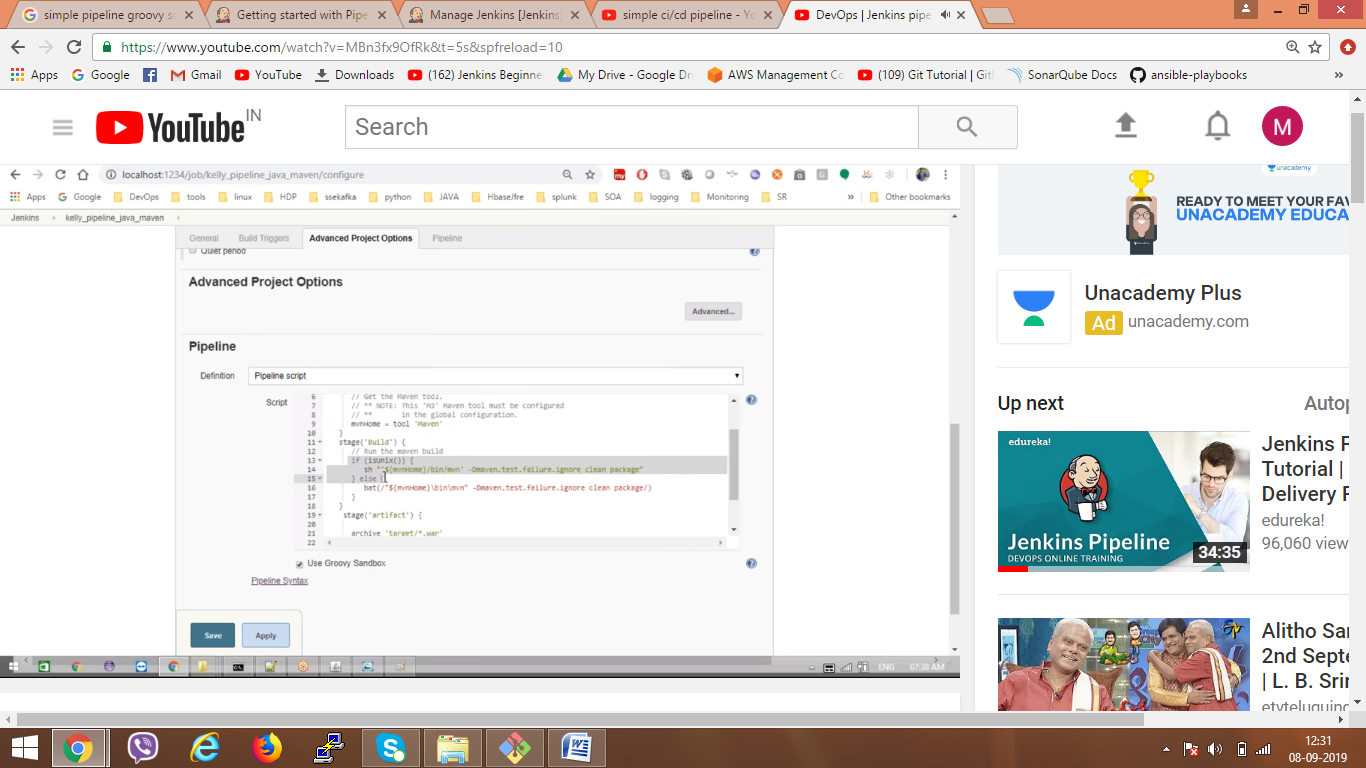 simple pipeline groovy s
Getting started with Pipe
Manage Jenkins [Jenkins]
simple ci/cd pipeline - Yo
DevOps | Jenkins pipe
https://www.youtube.com/watch?v=MBn3fx9OfRk&t=5s&spfreload=10
Apps
Google
Gmail
YouTube
Downloads
(162) Jenkins Beginne
My Drive - Google Dri
AWS Management Co
(109) Git Tutorial | Git
SonarQube Docs
ansible-playbooks
»
YouTube IN
Search
M
localhost:1234/job/kelly_pipeline_java_maven/configure
Apps
Google
DevOps
tools
linux
HDP
ssekafka
python
JAVA
Hbase/fre
splunk
SOA
logging
Monitoring
SR
»
Other bookmarks
Jenkins
kelly_pipeline_java_maven
General
Build Triggers
Advanced Project Options
Pipeline
Quiet period
Advanced Project Options
Advanced...
Pipeline
Definition
Pipeline script
Script
6 // Get the Maven tool.
7 // ** NOTE: This 'M3' Maven tool must be configured
8 // ** in the global configuration.
9 mvnHome = tool 'Maven'
10 }
11 stage('Build') {
12 // Run the maven build
13 if (isUnix()) {
14 sh "'${mvnHome}/bin/mvn' -Dmaven.test.failure.ignore clean package"
15 } else {
16 bat(/"${mvnHome}\bin\mvn" -Dmaven.test.failure.ignore clean package/)
17 }
18 }
19 stage('artifact') {
20
21 archive 'target/*.war'
22
Use Groovy Sandbox
Pipeline Syntax
Save
Apply
ENG
07:38 AM
unacademy
READY TO MEET YOUR FAV
UNACADEMY EDUCA
Unacademy Plus
Ad unacademy.com
Up next
Autop
edureka!
Jenkins Pipeline
DEVOPS ONLINE TRAINING
34:35
Jenkins P
Tutorial |
Delivery P
edureka!
96,060 view
Alitho Sar
2nd Septe
| L. B. Srir
etvteluguind
12:31
08-09-2019